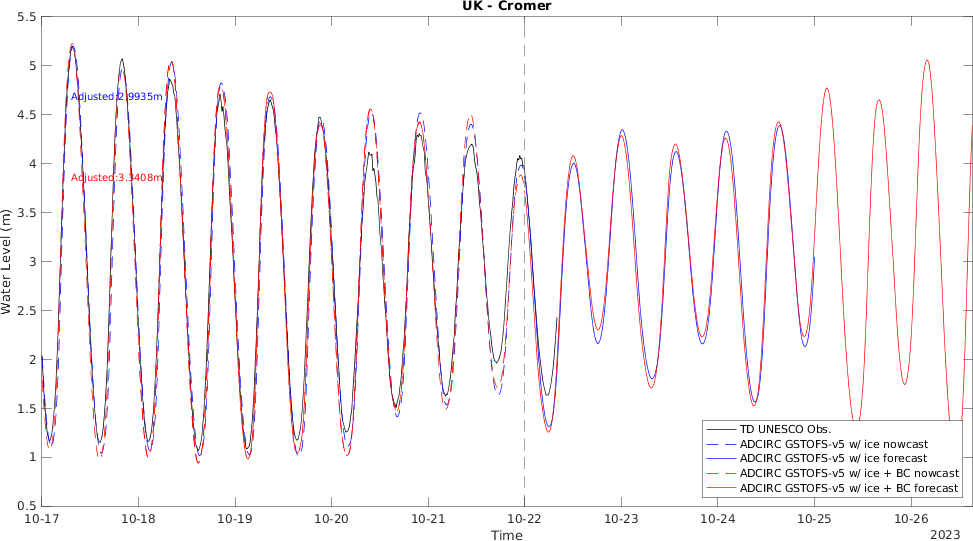 UK - Cromer
5.5
5
4.5
4
3.5
3
2.5
2
1.5
1
0.5
Water Level (m)
Adjusted:2.9935m
Adjusted:3.3408m
TD UNESCO Obs.
ADCIRC GSTOFS-v5 w/ ice nowcast
ADCIRC GSTOFS-v5 w/ ice forecast
ADCIRC GSTOFS-v5 w/ ice + BC nowcast
ADCIRC GSTOFS-v5 w/ ice + BC forecast
10-17 10-18 10-19 10-20 10-21 10-22 10-23 10-24 10-25 10-26
Time
2023